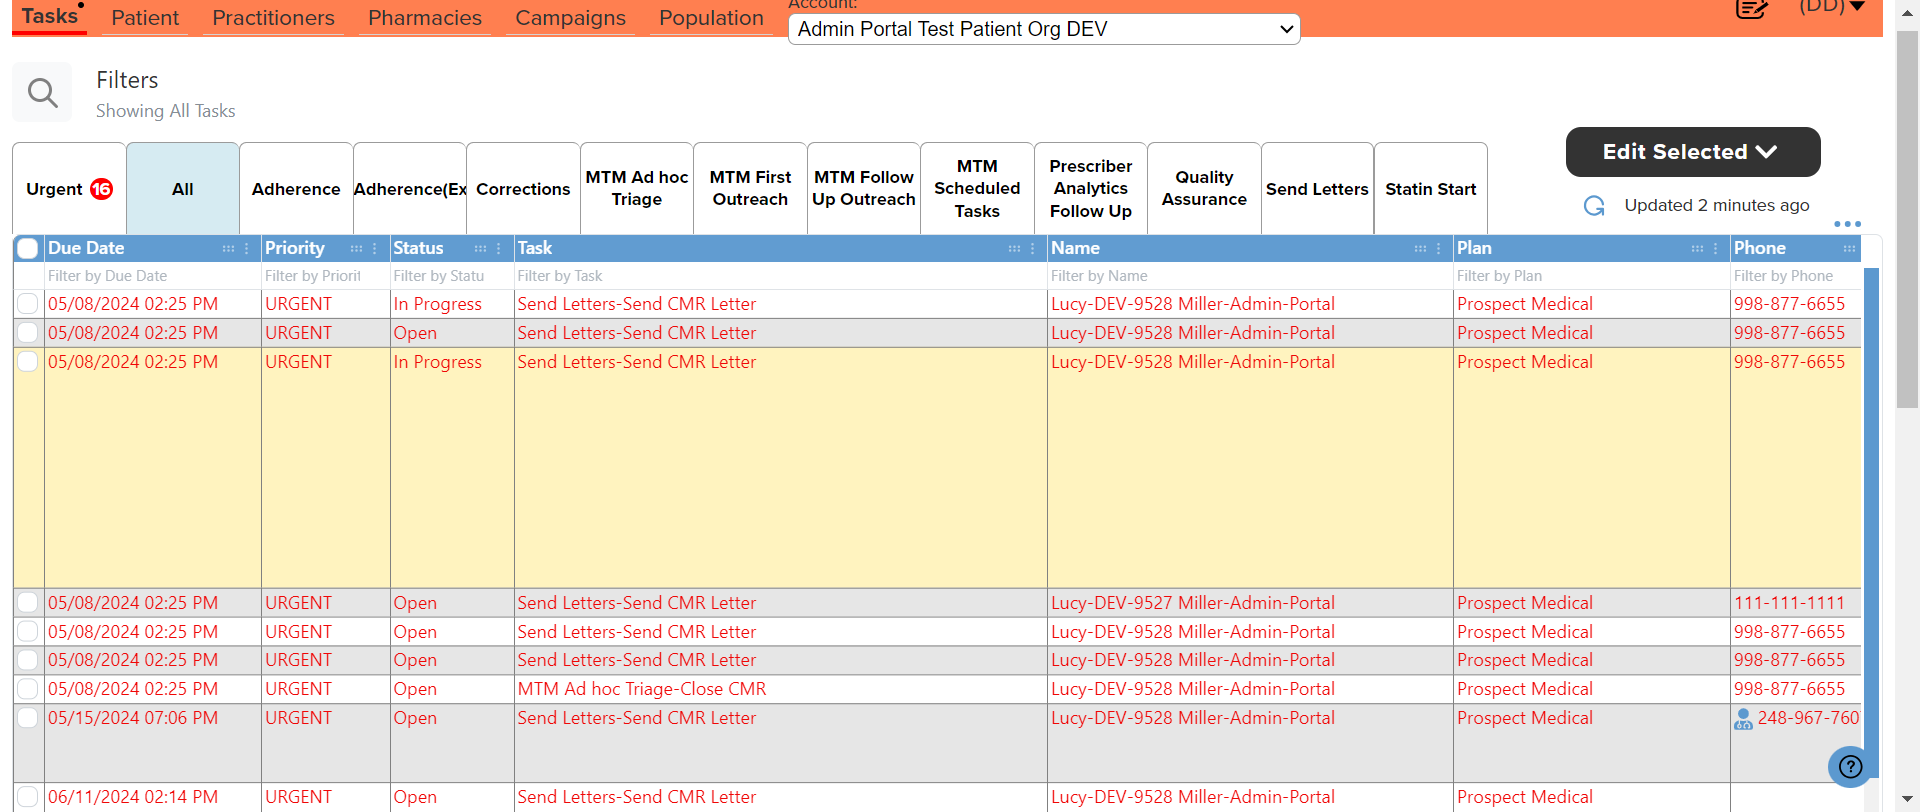 Tasks Patient Practitioners Pharmacies Campaigns Population Account: (DD)
Admin Portal Test Patient Org DEV
Filters
Showing All Tasks
Urgent 16 All Adherence Adherence(Ex Corrections MTM Ad hoc Triage MTM First Outreach MTM Follow Up Outreach MTM Scheduled Tasks Prescriber Analytics Follow Up Quality Assurance Send Letters Statin Start
Edit Selected
Updated 2 minutes ago
Due Date Priority Status Task Name Plan Phone
Filter by Due Date Filter by Priorit Filter by Statu Filter by Task Filter by Name Filter by Plan Filter by Phone
05/08/2024 02:25 PM URGENT In Progress Send Letters-Send CMR Letter Lucy-DEV-9528 Miller-Admin-Portal Prospect Medical 998-877-6655
05/08/2024 02:25 PM URGENT Open Send Letters-Send CMR Letter Lucy-DEV-9528 Miller-Admin-Portal Prospect Medical 998-877-6655
05/08/2024 02:25 PM URGENT In Progress Send Letters-Send CMR Letter Lucy-DEV-9528 Miller-Admin-Portal Prospect Medical 998-877-6655
05/08/2024 02:25 PM URGENT Open Send Letters-Send CMR Letter Lucy-DEV-9527 Miller-Admin-Portal Prospect Medical 111-111-1111
05/08/2024 02:25 PM URGENT Open Send Letters-Send CMR Letter Lucy-DEV-9528 Miller-Admin-Portal Prospect Medical 998-877-6655
05/08/2024 02:25 PM URGENT Open Send Letters-Send CMR Letter Lucy-DEV-9528 Miller-Admin-Portal Prospect Medical 998-877-6655
05/08/2024 02:25 PM URGENT Open MTM Ad hoc Triage-Close CMR Lucy-DEV-9528 Miller-Admin-Portal Prospect Medical 998-877-6655
05/15/2024 07:06 PM URGENT Open Send Letters-Send CMR Letter Lucy-DEV-9528 Miller-Admin-Portal Prospect Medical 248-967-760
?
06/11/2024 02:14 PM URGENT Open Send Letters-Send CMR Letter Lucy-DEV-9528 Miller-Admin-Portal Prospect Medical